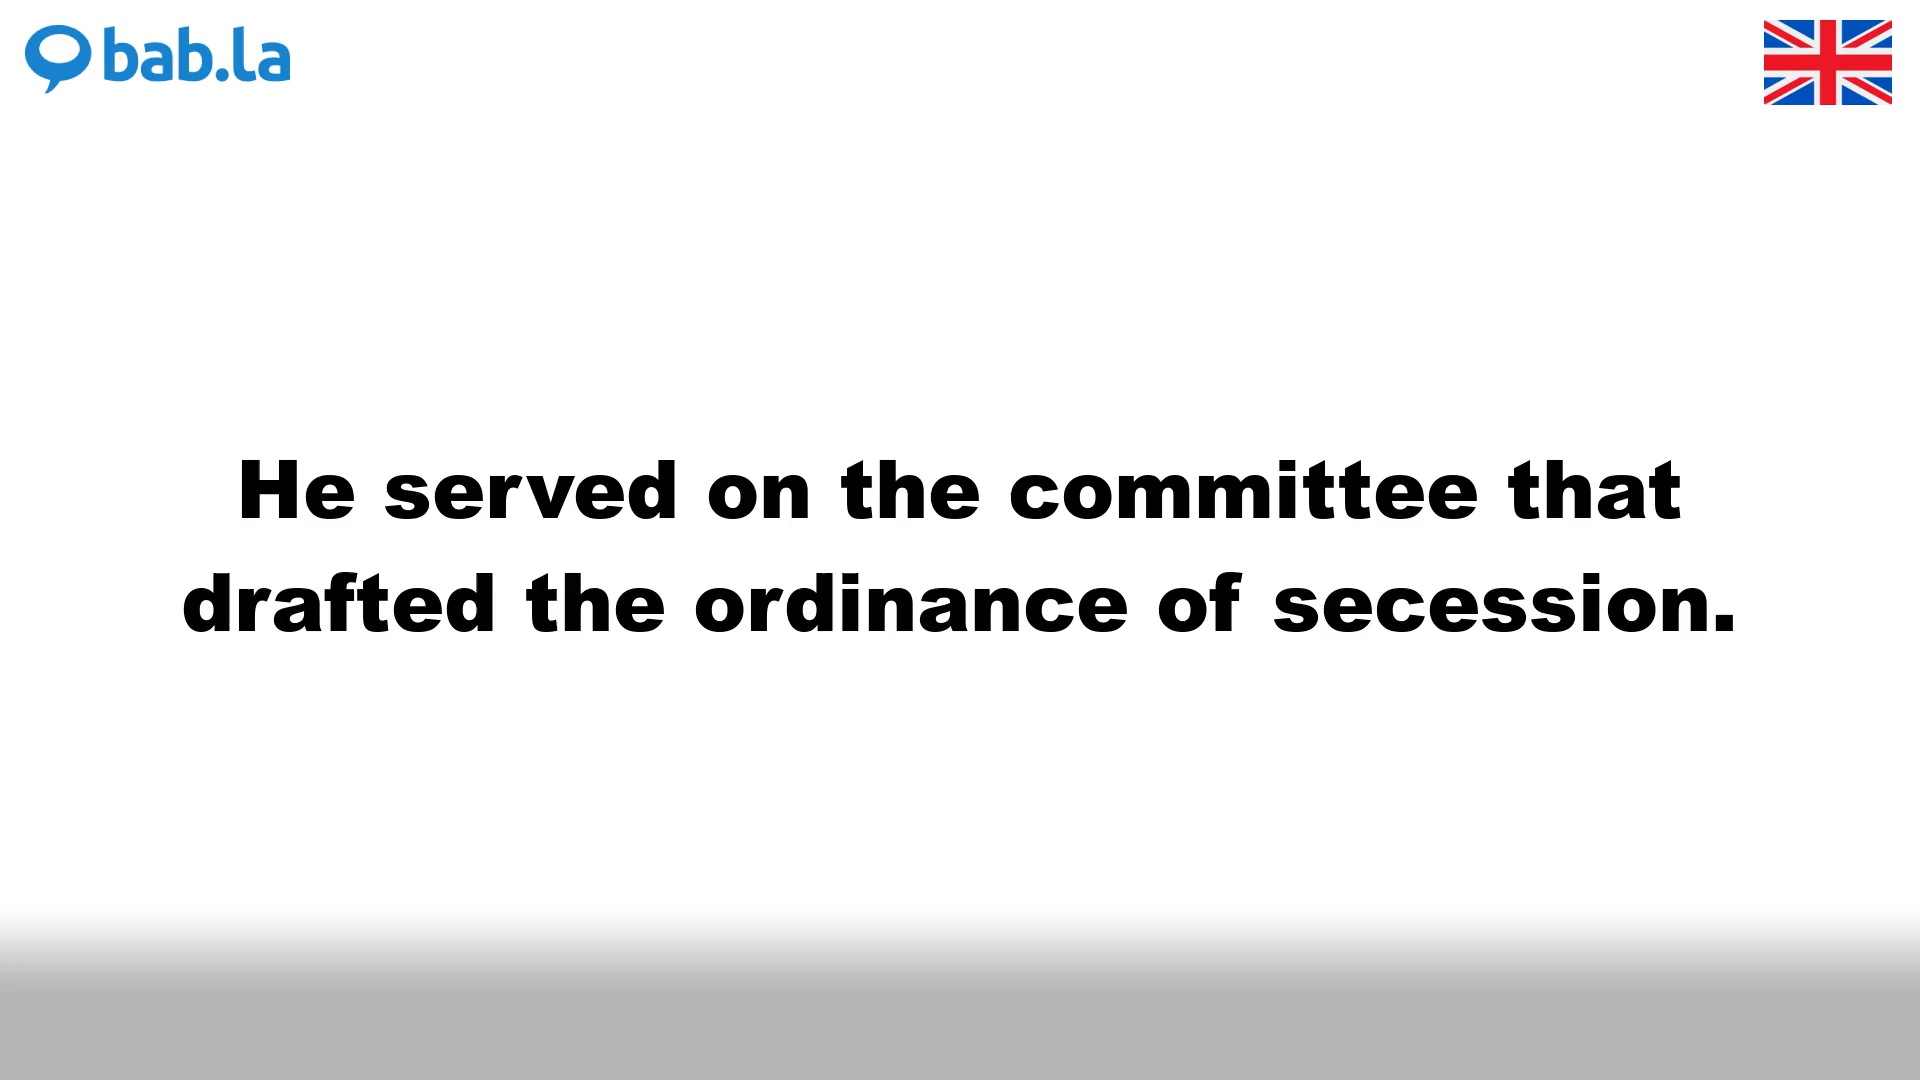 bab.la
He served on the committee that
drafted the ordinance of secession.